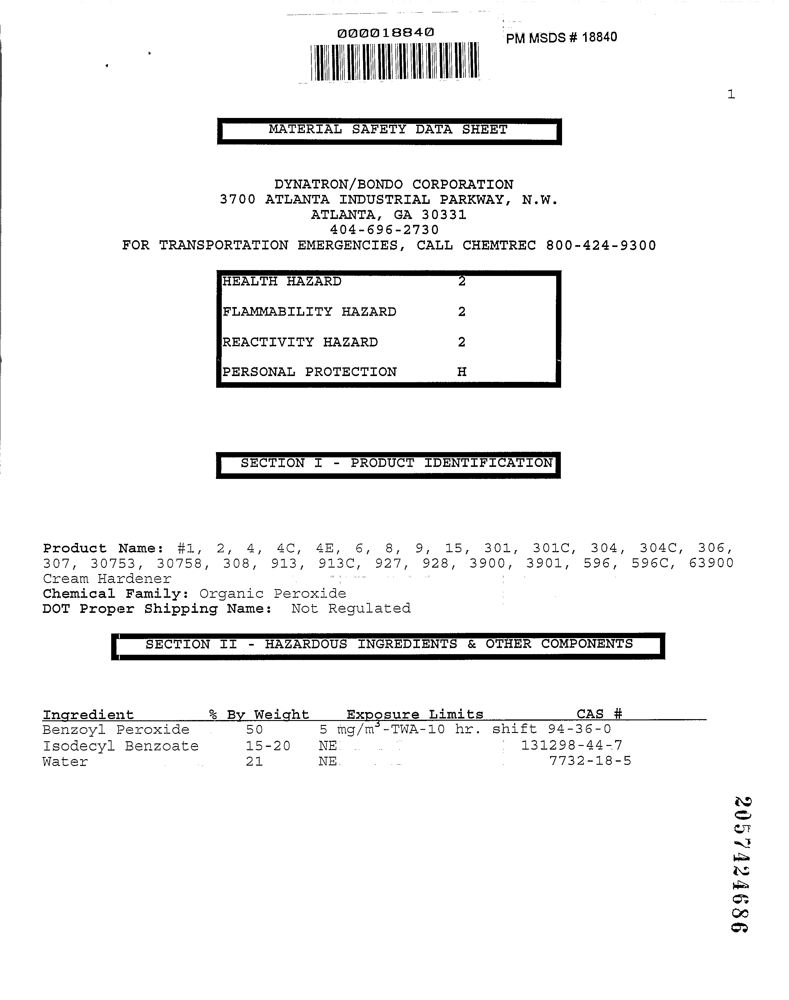 000018840
PM MSDS # 18840
1
MATERIAL SAFETY DATA SHEET
DYNATRON/BONDO CORPORATION
3700 ATLANTA INDUSTRIAL PARKWAY, N.W.
ATLANTA, GA 30331
404-696-2730
FOR TRANSPORTATION EMERGENCIES, CALL CHEMTREC 800-424-9300
HEALTH HAZARD 2
FLAMMABILITY HAZARD 2
REACTIVITY HAZARD 2
PERSONAL PROTECTION H
SECTION I - PRODUCT IDENTIFICATION
Product Name: #1, 2, 4, 4C, 4E, 6, 8, 9, 15, 301, 301C, 304, 304C, 306,
307, 30753, 30758, 308, 913, 913C, 927, 928, 3900, 3901, 596, 596C, 63900
Cream Hardener
Chemical Family: Organic Peroxide
DOT Proper Shipping Name: Not Regulated
SECTION II - HAZARDOUS INGREDIENTS & OTHER COMPONENTS
Ingredient % By Weight Exposure Limits CAS #
Benzoyl Peroxide 50 5 mg/m³-TWA-10 hr. shift 94-36-0
Isodecyl Benzoate 15-20 NE 131298-44-7
Water 21 NE 7732-18-5
2057424686